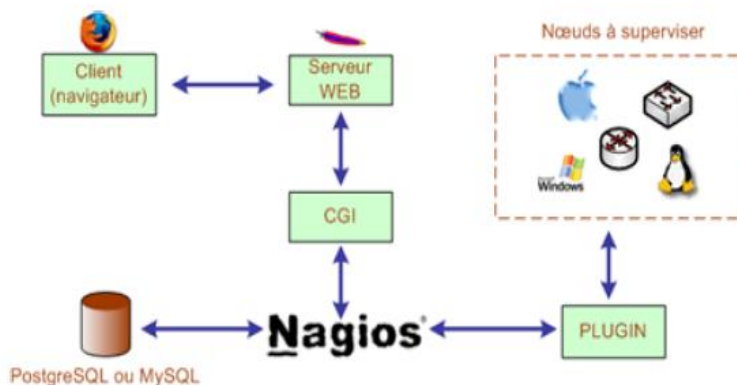 Nœuds à superviser
Client
(navigateur)
Serveur
WEB
Windows
CGI
Nagios®
PLUGIN
PostgreSQL ou MySQL